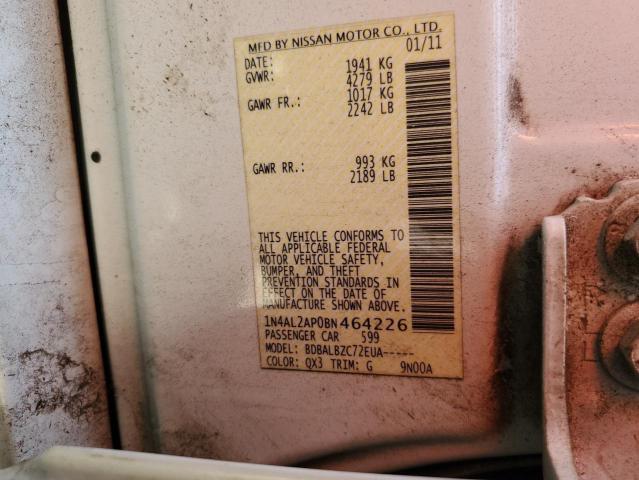 MFD BY NISSAN MOTOR CO., LTD.
DATE: 01/11
GVWR: 1941 KG
4279 LB
GAWR FR.: 1017 KG
2242 LB
GAWR RR.: 993 KG
2189 LB
THIS VEHICLE CONFORMS TO
ALL APPLICABLE FEDERAL
MOTOR VEHICLE SAFETY,
BUMPER, AND THEFT
PREVENTION STANDARDS IN
EFFECT ON THE DATE OF
MANUFACTURE SHOWN ABOVE.
1N4AL2AP0BN464226
PASSENGER CAR 599
MODEL: BDBALBZC72EUA-----
COLOR: QX3 TRIM: G 9N00A